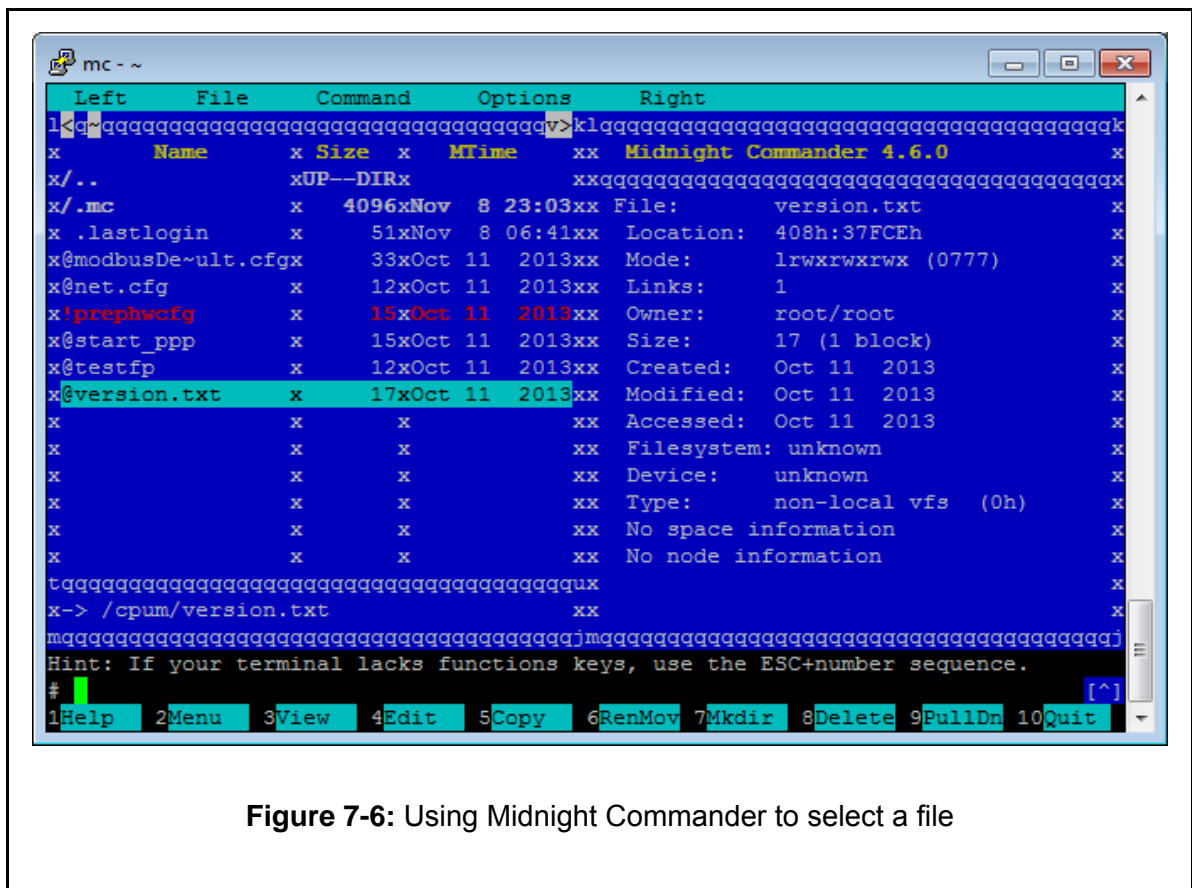 mc - ~
Left File Command Options Right
l<q~qqqqqqqqqqqqqqqqqqqqqqqqqqqqqqqqqqqv>klqqqqqqqqqqqqqqqqqqqqqqqqqqqqqqqqqqqqqqk
x Name x Size x MTime xx Midnight Commander 4.6.0 x
x/.. xUP--DIRx xxqqqqqqqqqqqqqqqqqqqqqqqqqqqqqqqqqqqqqqx
x/.mc x 4096xNov 8 23:03xx File: version.txt x
x .lastlogin x 51xNov 8 06:41xx Location: 408h:37FCEh x
x@modbusDe~ult.cfgx 33xOct 11 2013xx Mode: lrwxrwxrwx (0777) x
x@net.cfg x 12xOct 11 2013xx Links: 1 x
x!prephwcfg x 15xOct 11 2013xx Owner: root/root x
x@start_ppp x 15xOct 11 2013xx Size: 17 (1 block) x
x@testfp x 12xOct 11 2013xx Created: Oct 11 2013 x
x@version.txt x 17xOct 11 2013xx Modified: Oct 11 2013 x
x x x xx Accessed: Oct 11 2013 x
x x x xx Filesystem: unknown x
x x x xx Device: unknown x
x x x xx Type: non-local vfs (0h) x
x x x xx No space information x
x x x xx No node information x
tqqqqqqqqqqqqqqqqqqqqqqqqqqqqqqqqqqqqqqux x
x-> /cpum/version.txt xx x
mqqqqqqqqqqqqqqqqqqqqqqqqqqqqqqqqqqqqqqjmqqqqqqqqqqqqqqqqqqqqqqqqqqqqqqqqqqqqqqj
Hint: If your terminal lacks functions keys, use the ESC+number sequence.
# [^]
1Help 2Menu 3View 4Edit 5Copy 6RenMov 7Mkdir 8Delete 9PullDn 10Quit
Figure 7-6: Using Midnight Commander to select a file